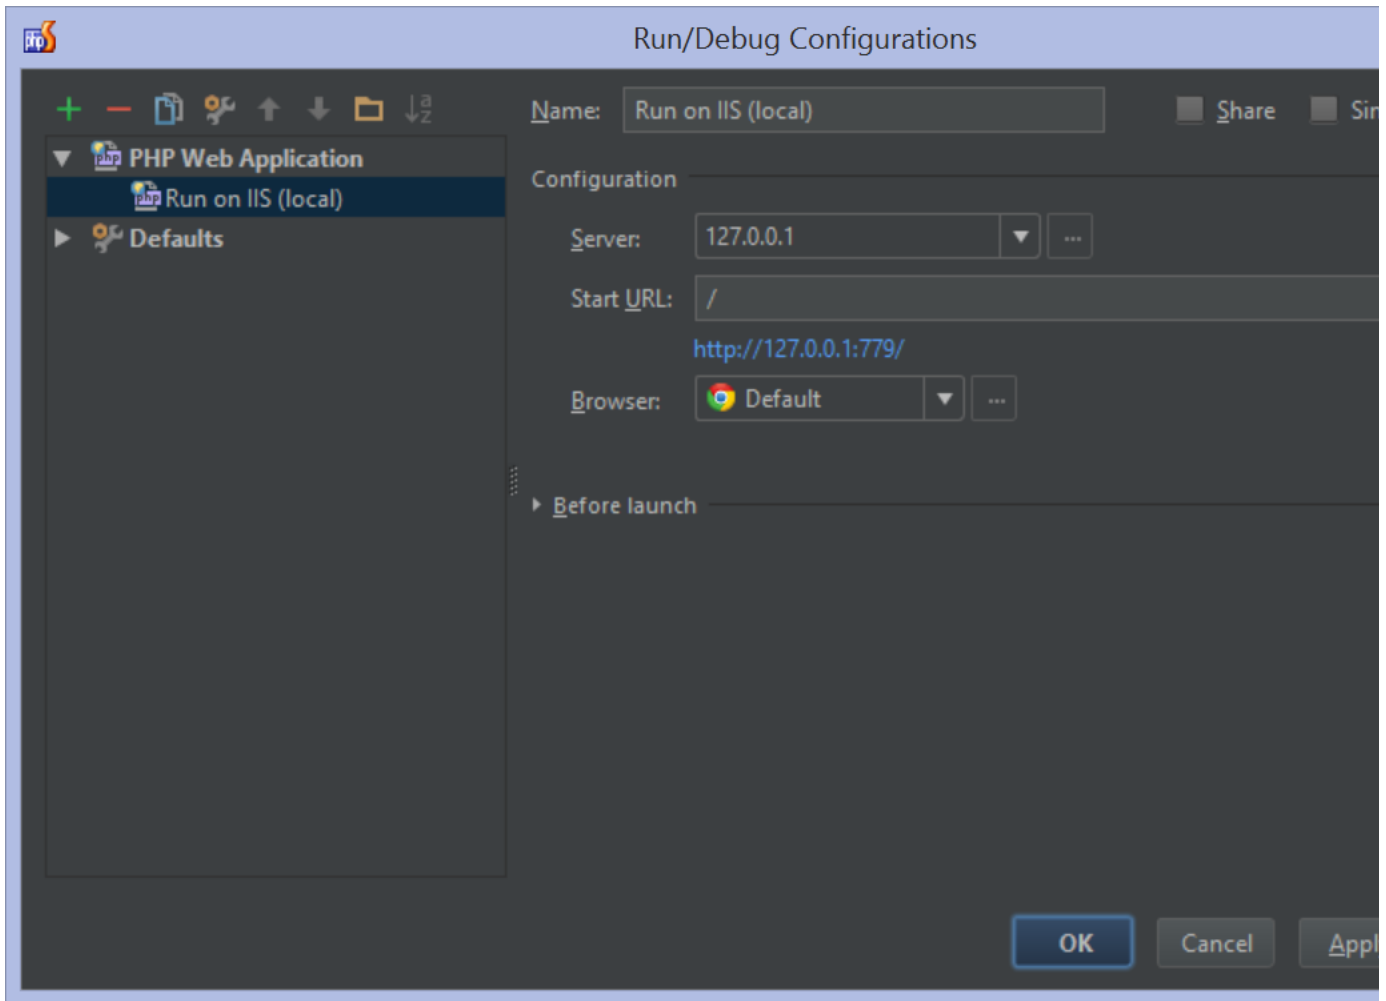 Run/Debug Configurations
Name: Run on IIS (local) Share
PHP Web Application
Run on IIS (local)
Defaults
Configuration
Server: 127.0.0.1 ...
Start URL: /
http://127.0.0.1:779/
Browser: Default ...
Before launch
OK Cancel Appl